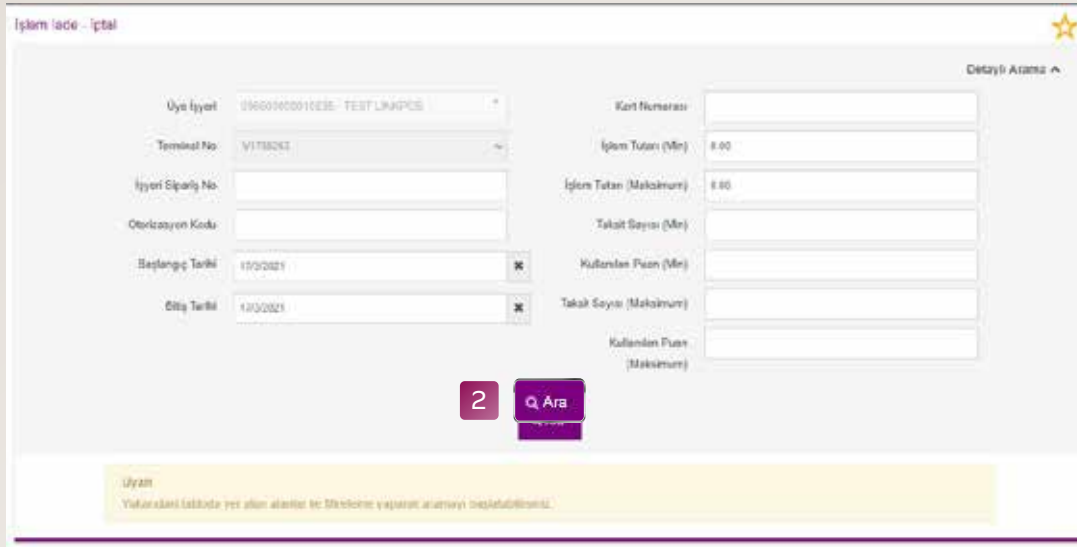 İşlem İade - İptal
Detaylı Arama
Üye İşyeri
- TEST LINKPOS
Kart Numarası
Terminal No
İşlem Tutarı (Min)
0.00
İşyeri Sipariş No
İşlem Tutarı (Maksimum)
0.00
Otorizasyon Kodu
Taksit Sayısı (Min)
Başlangıç Tarihi
Kullanılan Puan (Min)
Bitiş Tarihi
Taksit Sayısı (Maksimum)
Kullanılan Puan
(Maksimum)
2
Ara
Uyarı
Yukarıdaki tabloda yer alan alanlar ile filtreleme yaparak aramayı başlatabilirsiniz.